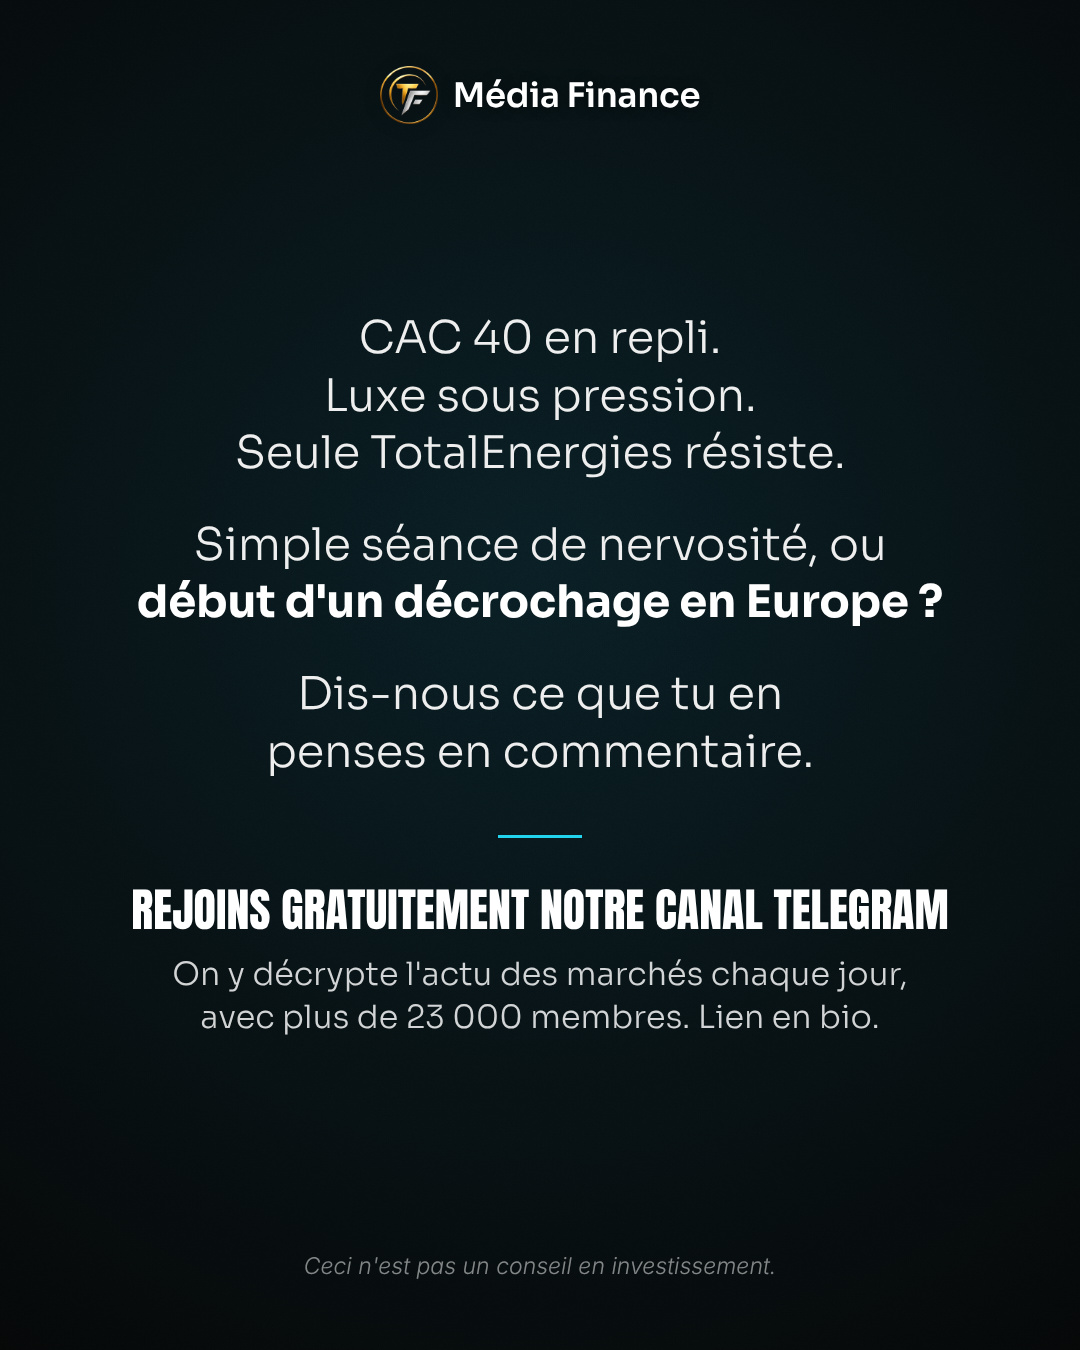 TF Média Finance
CAC 40 en repli.
Luxe sous pression.
Seule TotalEnergies résiste.
Simple séance de nervosité, ou
début d'un décrochage en Europe ?
Dis-nous ce que tu en
penses en commentaire.
REJOINS GRATUITEMENT NOTRE CANAL TELEGRAM
On y décrypte l'actu des marchés chaque jour,
avec plus de 23 000 membres. Lien en bio.
Ceci n'est pas un conseil en investissement.